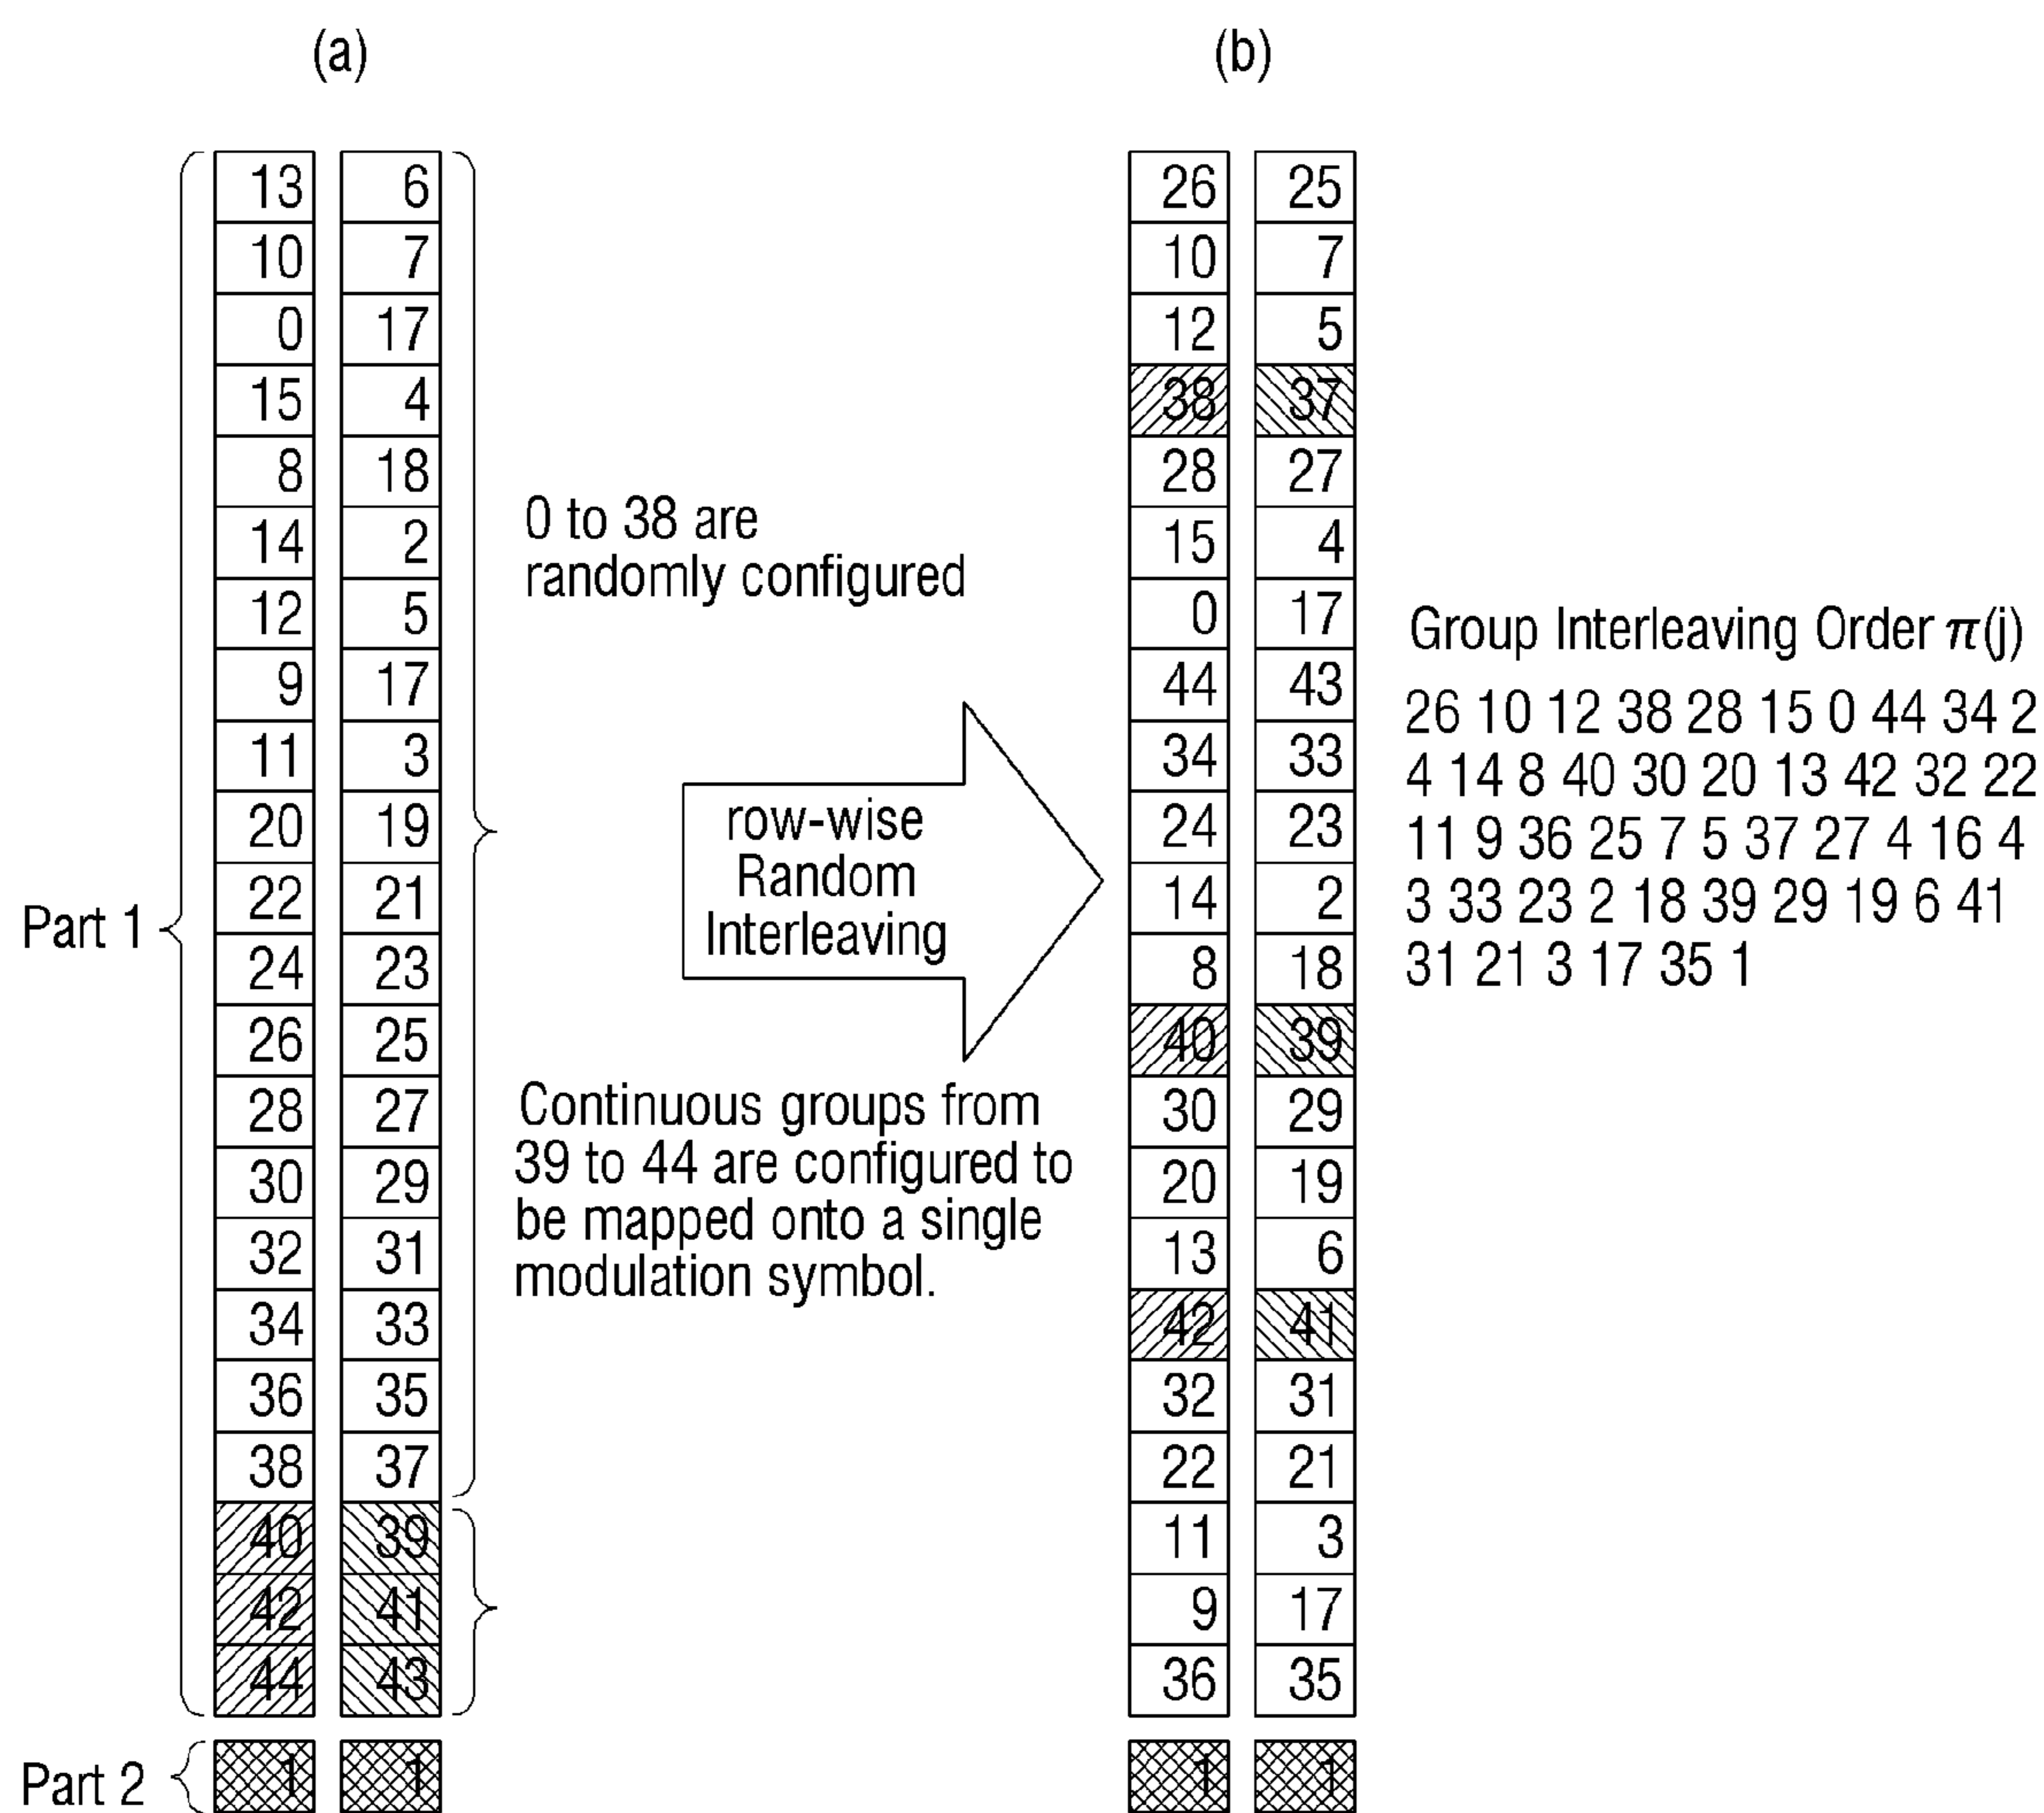 (a)
(b)
13 6
10 7
0 17
15 4
8 18
14 2
12 5
9 17
11 3
20 19
22 21
24 23
26 25
28 27
30 29
32 31
34 33
36 35
38 37
40 39
42 41
44 43
1 1
Part 1
Part 2
0 to 38 are
randomly configured
row-wise
Random
Interleaving
Continuous groups from
39 to 44 are configured to
be mapped onto a single
modulation symbol.
26 25
10 7
12 5
38 37
28 27
15 4
0 17
44 43
34 33
24 23
14 2
8 18
40 39
30 29
20 19
13 6
42 41
32 31
22 21
11 3
9 17
36 35
1 1
Group Interleaving Order π(j)
26 10 12 38 28 15 0 44 34 2
4 14 8 40 30 20 13 42 32 22
11 9 36 25 7 5 37 27 4 16 4
3 33 23 2 18 39 29 19 6 41
31 21 3 17 35 1